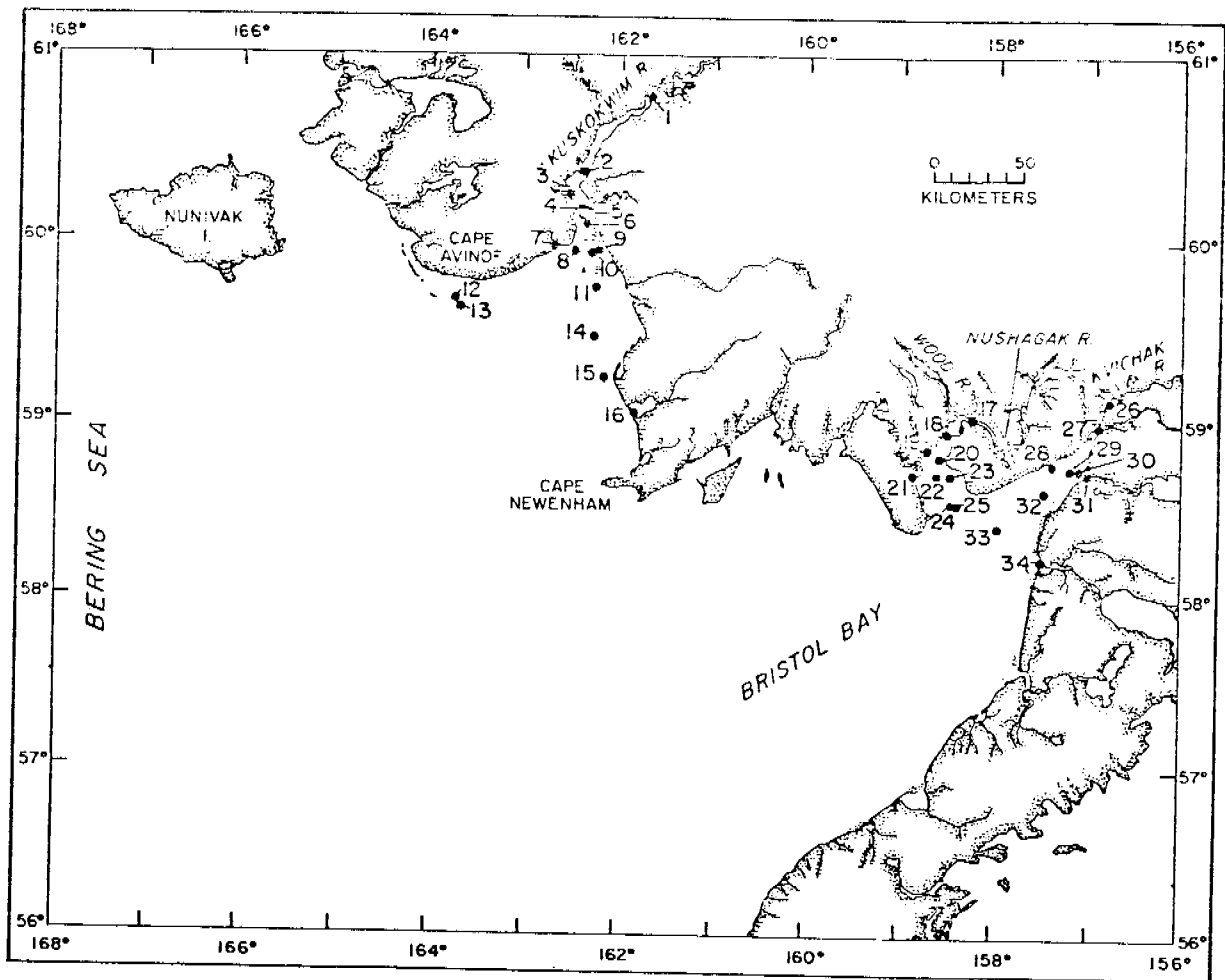 168° 166° 164° 162° 160° 158° 156°
61° 61°
KUSKOKWIM R.
1
0 50
KILOMETERS
2
3
4 5
6
NUNIVAK
I.
60° 60°
CAPE
AVINOF
7 9
8 10
11
12
13
14
NUSHAGAK R.
WOOD R.
KVICHAK
R.
15
16
59° 59°
17
18
26
27
20
28 29
23 30
21 22
CAPE
NEWENHAM
24 25 32 31
33
34
BERING SEA
58° 58°
BRISTOL BAY
57° 57°
56° 56°
168° 166° 164° 162° 160° 158° 156°